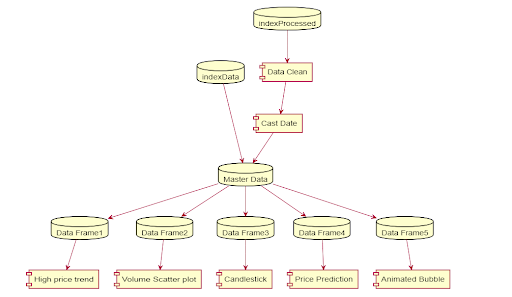 indexProcessed
indexData
Data Clean
Cast Date
Master Data
Data Frame1
Data Frame2
Data Frame3
Data Frame4
Data Frame5
High price trend
Volume Scatter plot
Candlestick
Price Prediction
Animated Bubble